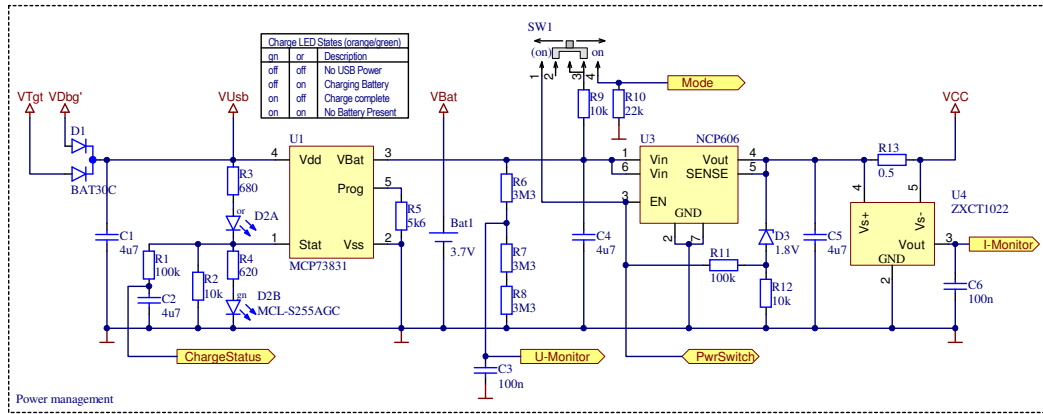 SW1
(on) on
1 2 3 4
Charge LED States (orange/green)
gn or Description
off off No USB Power
off on Charging Battery
on off Charge complete
on on No Battery Present
VTgt VDbg' VUsb VBat VCC
Mode
R9
10k
R10
22k
D1
BAT30C
U1
4 Vdd VBat 3
Prog 5
1 Stat Vss 2
MCP73831
R3
680
or D2A
R4
620
gn D2B
MCL-S255AGC
C1
4u7
R1
100k
C2
4u7
R2
10k
R5
5k6
Bat1
3.7V
R6
3M3
R7
3M3
R8
3M3
C4
4u7
U3 NCP606
1 Vin Vout 4
6 Vin SENSE 5
3 EN
GND
2 7
R11
100k
D3
1.8V
R12
10k
C5
4u7
R13
0.5
4 5
U4
ZXCT1022
Vs+ Vs-
Vout 3
GND
2
I-Monitor
C6
100n
ChargeStatus
U-Monitor
PwrSwitch
C3
100n
Power management